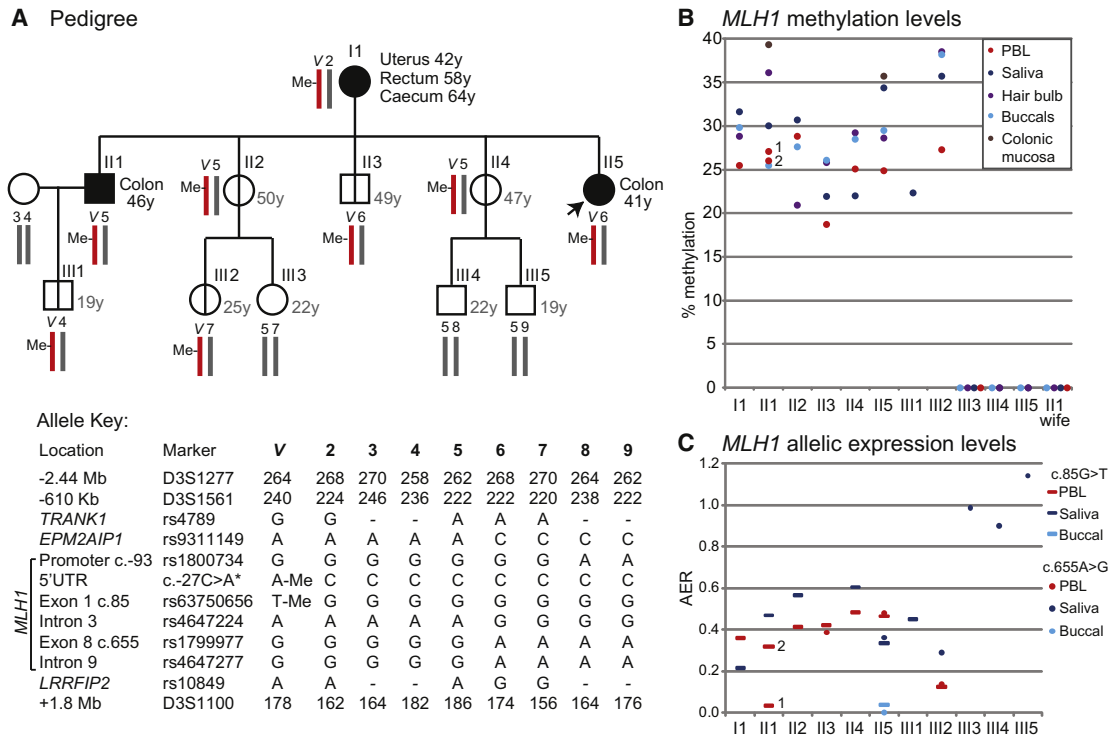 A Pedigree
I1
V 2
Me-
Uterus 42y
Rectum 58y
Caecum 64y
II1
Colon
46y
3 4
V 5
Me-
II2
V 5
Me-
50y
II3
49y
V 6
Me-
II4
V 5
Me-
47y
II5
Colon
41y
V 6
Me-
III1
19y
V 4
Me-
III2
25y
V 7
Me-
III3
22y
5 7
III4
22y
5 8
III5
19y
5 9
Allele Key:
Location Marker V 2 3 4 5 6 7 8 9
-2.44 Mb D3S1277 264 268 270 258 262 268 270 264 262
-610 Kb D3S1561 240 224 246 236 222 222 220 238 222
TRANK1 rs4789 G G - - A A A - -
EPM2AIP1 rs9311149 A A A A A C C C C
MLH1
Promoter c.-93 rs1800734 G G G G G G G A A
5'UTR c.-27C>A* A-Me C C C C C C C C
Exon 1 c.85 rs63750656 T-Me G G G G G G G G
Intron 3 rs4647224 A A A A A G G G G
Exon 8 c.655 rs1799977 G G G G G A A A A
Intron 9 rs4647277 G G G G G A A A A
LRRFIP2 rs10849 A A - - A G G - -
+1.8 Mb D3S1100 178 162 164 182 186 174 156 164 176
B MLH1 methylation levels
% methylation
40
35
30
25
20
15
10
5
0
PBL
Saliva
Hair bulb
Buccals
Colonic
mucosa
1
2
I1 II1 II2 II3 II4 II5 III1 III2 III3 III4 III5 II1
wife
C MLH1 allelic expression levels
AER
1.2
1.0
0.8
0.6
0.4
0.2
0.0
c.85G>T
PBL
Saliva
Buccal
c.655A>G
PBL
Saliva
Buccal
2
1
I1 II1 II2 II3 II4 II5 III1 III2 III3 III4 III5